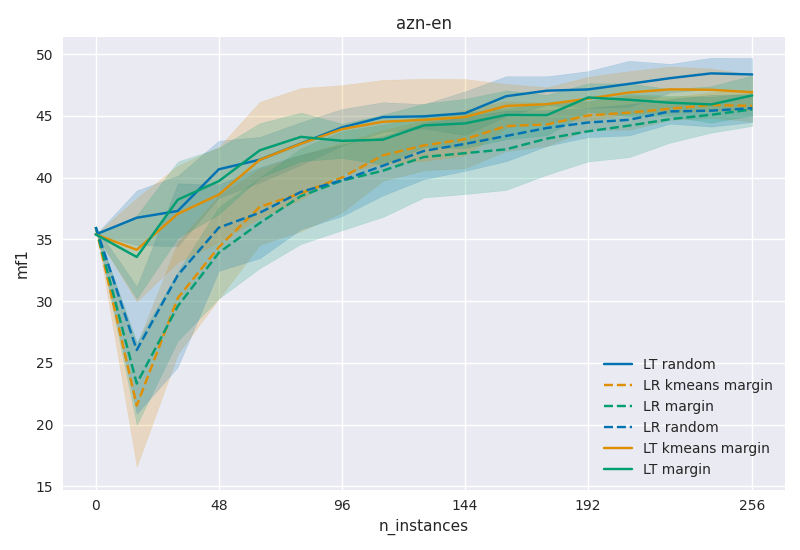 azn-en
50
45
40
35
30
25
20
15
mf1
LT random
LR kmeans margin
LR margin
LR random
LT kmeans margin
LT margin
0 48 96 144 192 256
n_instances